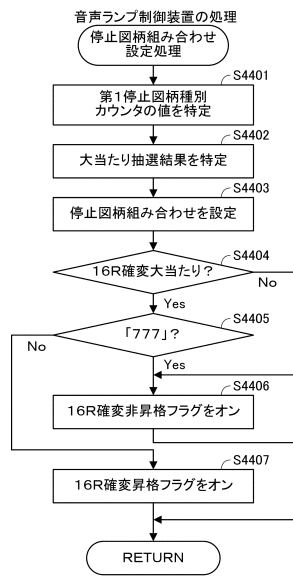 音声ランプ制御装置の処理
停止図柄組み合わせ
設定処理
S4401
第1停止図柄種別
カウンタの値を特定
S4402
大当たり抽選結果を特定
S4403
停止図柄組み合わせを設定
S4404
16R確変大当たり?
No
Yes
S4405
「777」?
No
Yes
S4406
16R確変非昇格フラグをオン
S4407
16R確変昇格フラグをオン
RETURN